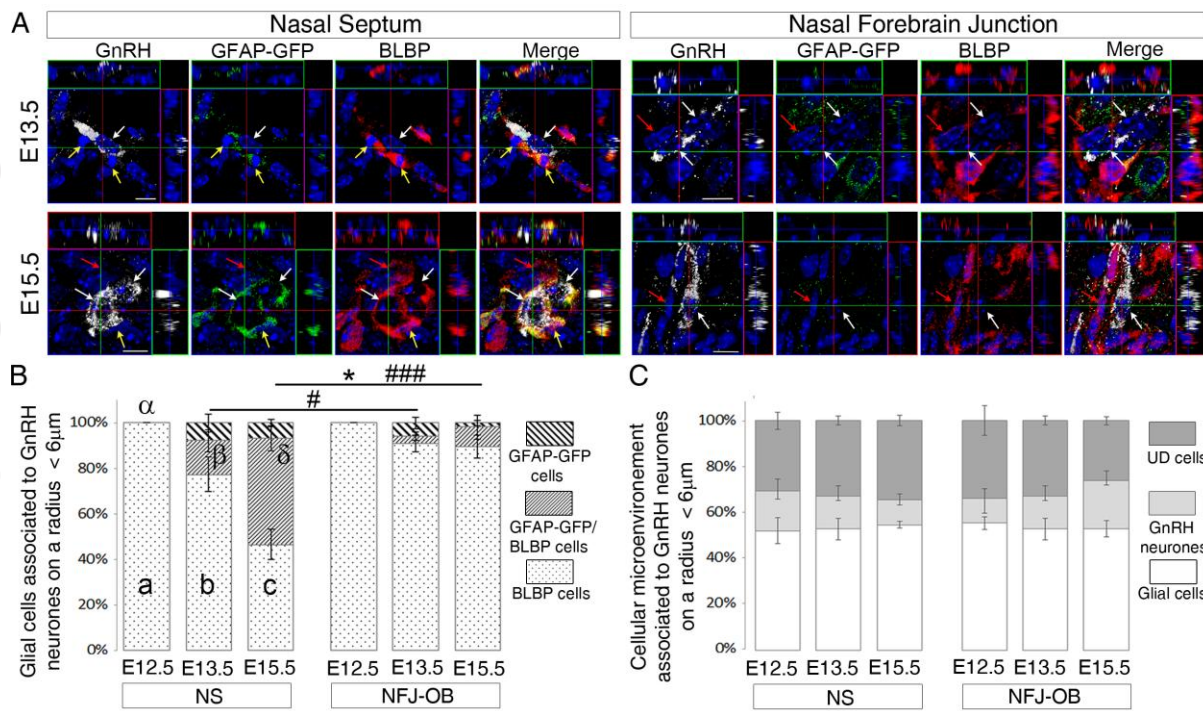 A
Nasal Septum
Nasal Forebrain Junction
GnRH GFAP-GFP BLBP Merge
GnRH GFAP-GFP BLBP Merge
E13.5
E15.5
B
Glial cells associated to GnRH
neurones on a radius < 6µm
* ###
#
α
β
δ
a
b
c
100%
80%
60%
40%
20%
0%
E12.5 E13.5 E15.5
E12.5 E13.5 E15.5
NS
NFJ-OB
GFAP-GFP
cells
GFAP-GFP/
BLBP cells
BLBP cells
C
Cellular microenvironement
associated to GnRH neurones
on a radius < 6µm
100%
80%
60%
40%
20%
0%
E12.5 E13.5 E15.5
E12.5 E13.5 E15.5
NS
NFJ-OB
UD cells
GnRH
neurones
Glial cells